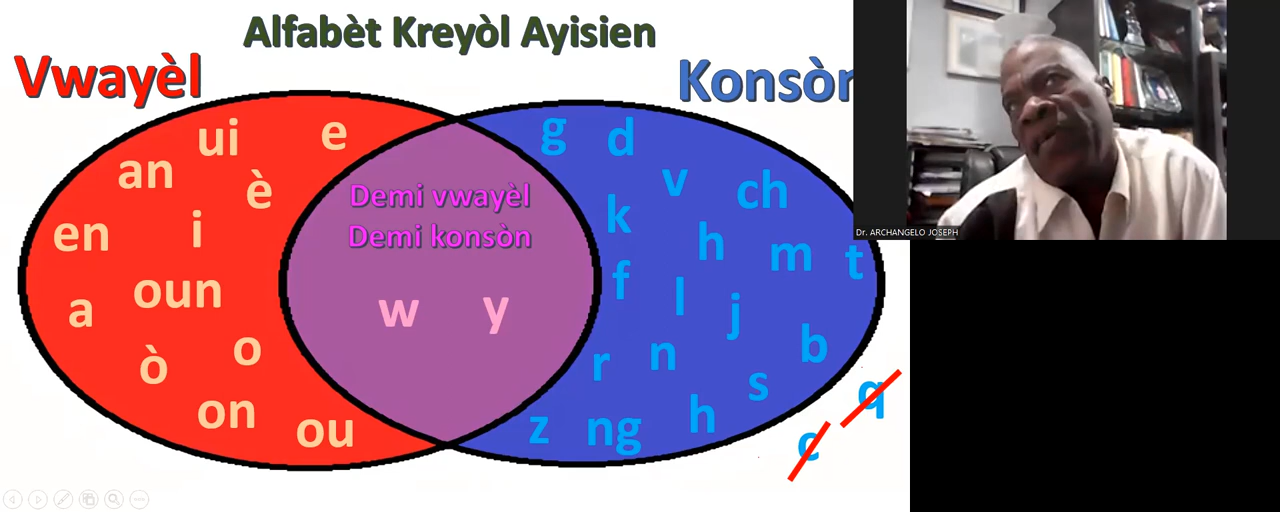 Alfabèt Kreyòl Ayisien
Vwayèl
Konsòn
ui e
an
è
en
i
oun
a
o
ò
on
ou
Demi vwayèl
Demi konsòn
w y
g d
v ch
k
h m t
f l j
r n b
s
z ng h
q
c
Dr. ARCHANGELO JOSEPH